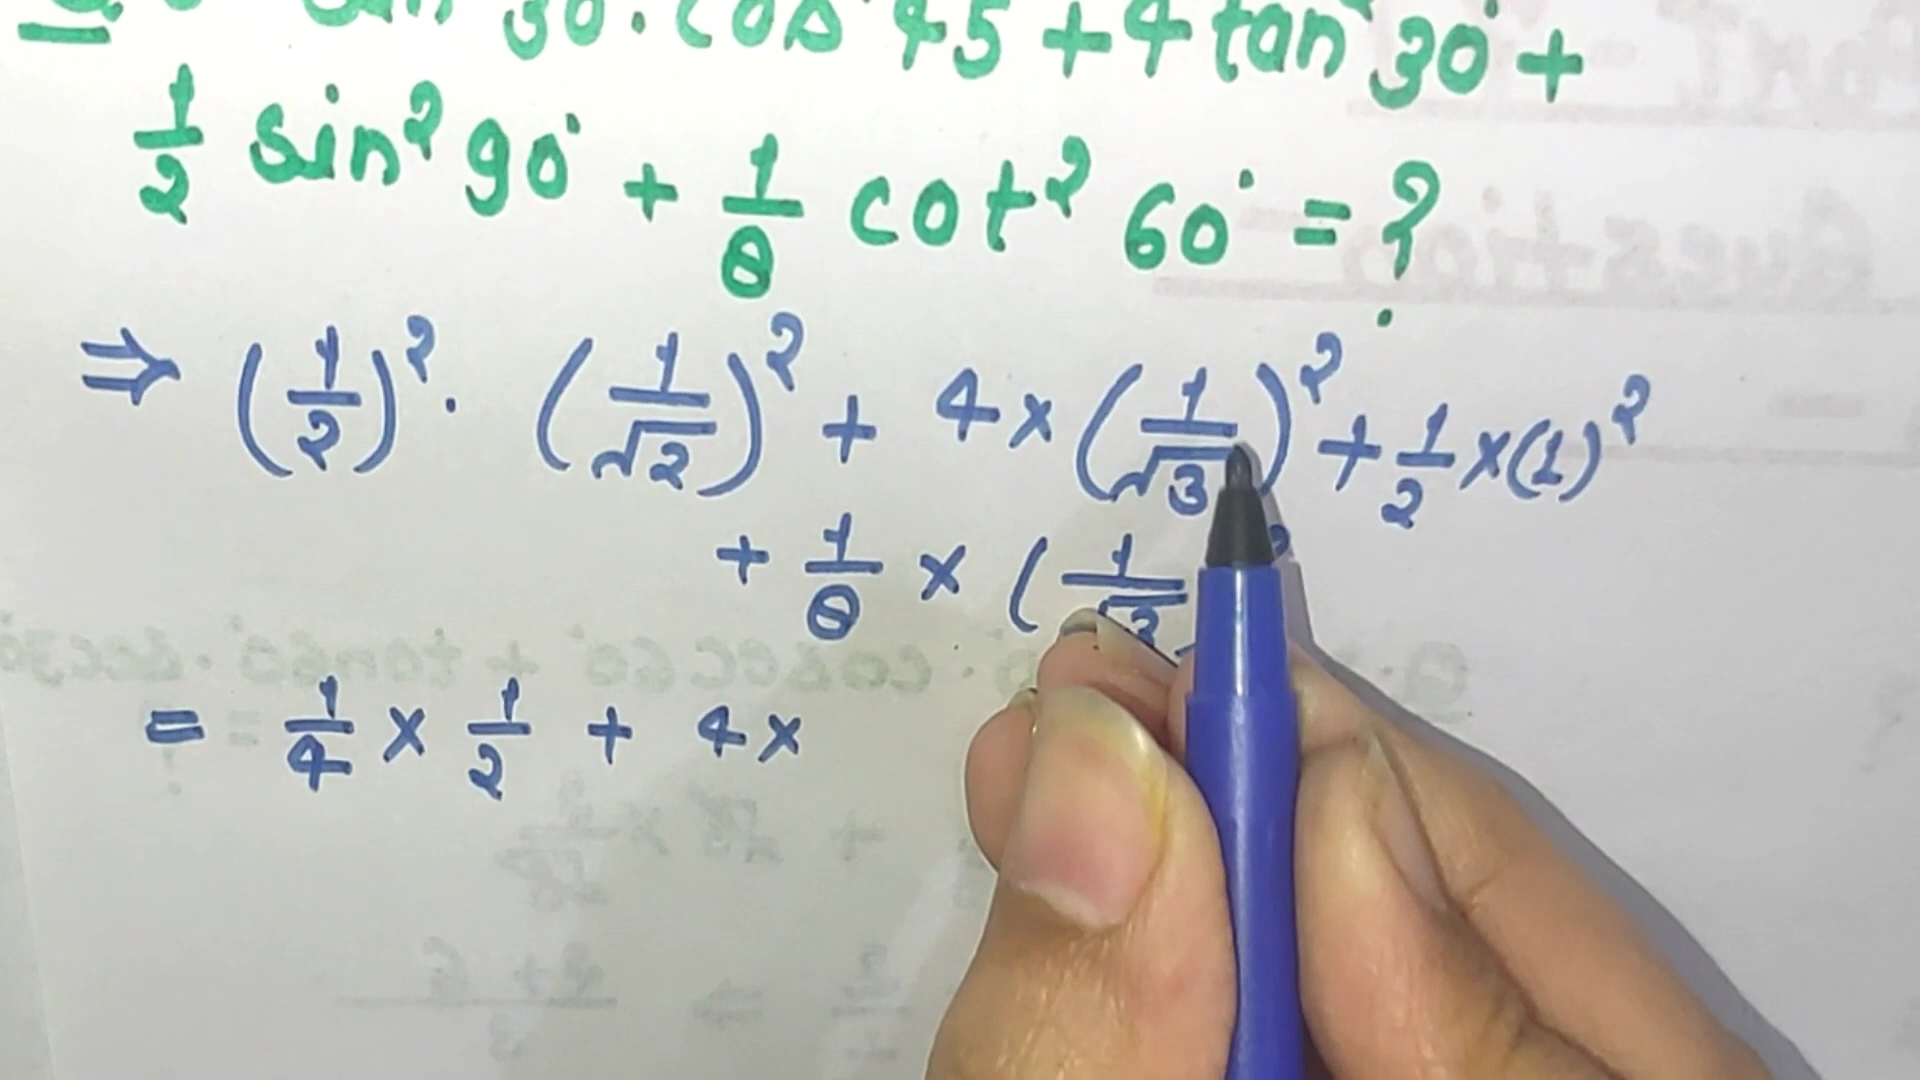 sin² 30°. cos² 45° + 4 tan² 30° +
1/2 sin² 90° + 1/8 cot² 60° = ?
⇒ (1/2)² . (1/√2)² + 4 × (1/√3)² + 1/2 × (1)²
+ 1/8 × (1/√3
= 1/4 × 1/2 + 4 ×